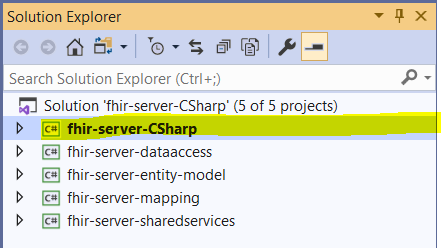 Solution Explorer
Search Solution Explorer (Ctrl+;)
Solution 'fhir-server-CSharp' (5 of 5 projects)
C# fhir-server-CSharp
C# fhir-server-dataaccess
C# fhir-server-entity-model
C# fhir-server-mapping
C# fhir-server-sharedservices